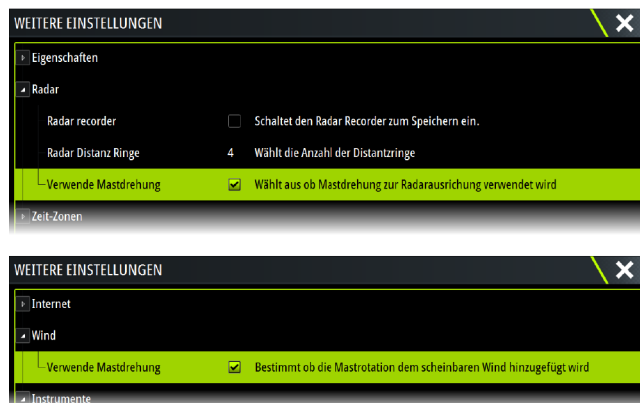 WEITERE EINSTELLUNGEN
Eigenschaften
Radar
Radar recorder Schaltet den Radar Recorder zum Speichern ein.
Radar Distanz Ringe 4 Wählt die Anzahl der Distantzringe
Verwende Mastdrehung Wählt aus ob Mastdrehung zur Radarausrichung verwendet wird
Zeit-Zonen
WEITERE EINSTELLUNGEN
Internet
Wind
Verwende Mastdrehung Bestimmt ob die Mastrotation dem scheinbaren Wind hinzugefügt wird
Instrumente